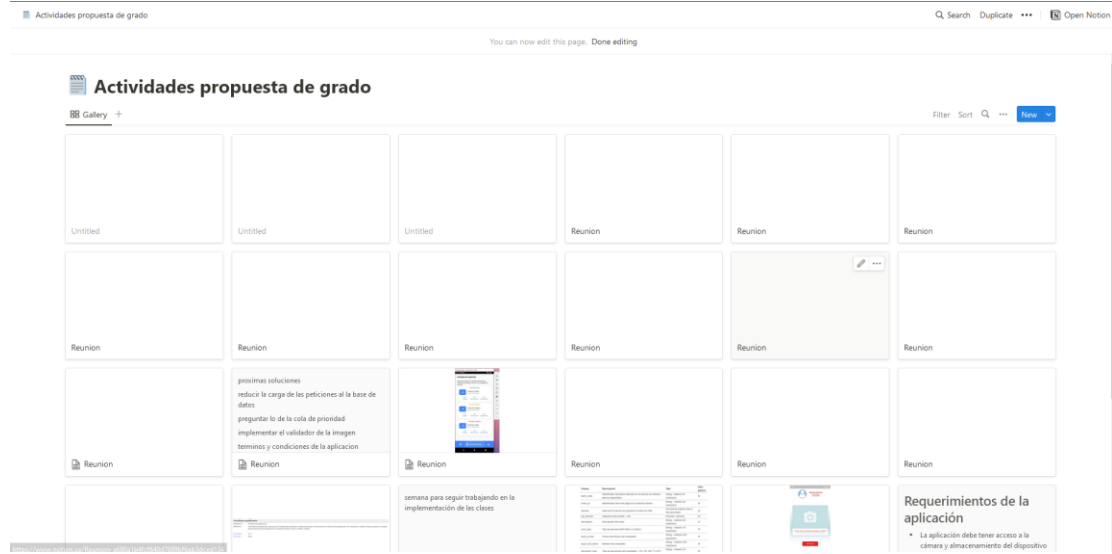 Actividades propuesta de grado
Search Duplicate Open Notion
You can now edit this page. Done editing
Actividades propuesta de grado
Gallery
Filter Sort New
Untitled
Untitled
Untitled
Reunion
Reunion
Reunion
Reunion
Reunion
Reunion
Reunion
Reunion
Reunion
proximas soluciones
reducir la carga de las peticiones al la base de
datos
preguntar lo de la cola de prioridad
implementar el validador de la imagen
terminos y condiciones de la aplicacion
Reunion
Reunion
Reunion
Reunion
Reunion
Reunion
semana para seguir trabajando en la
implementación de las clases
Requerimientos de la
aplicación
La aplicación debe tener acceso a la
cámara y almacenamiento del dispositivo